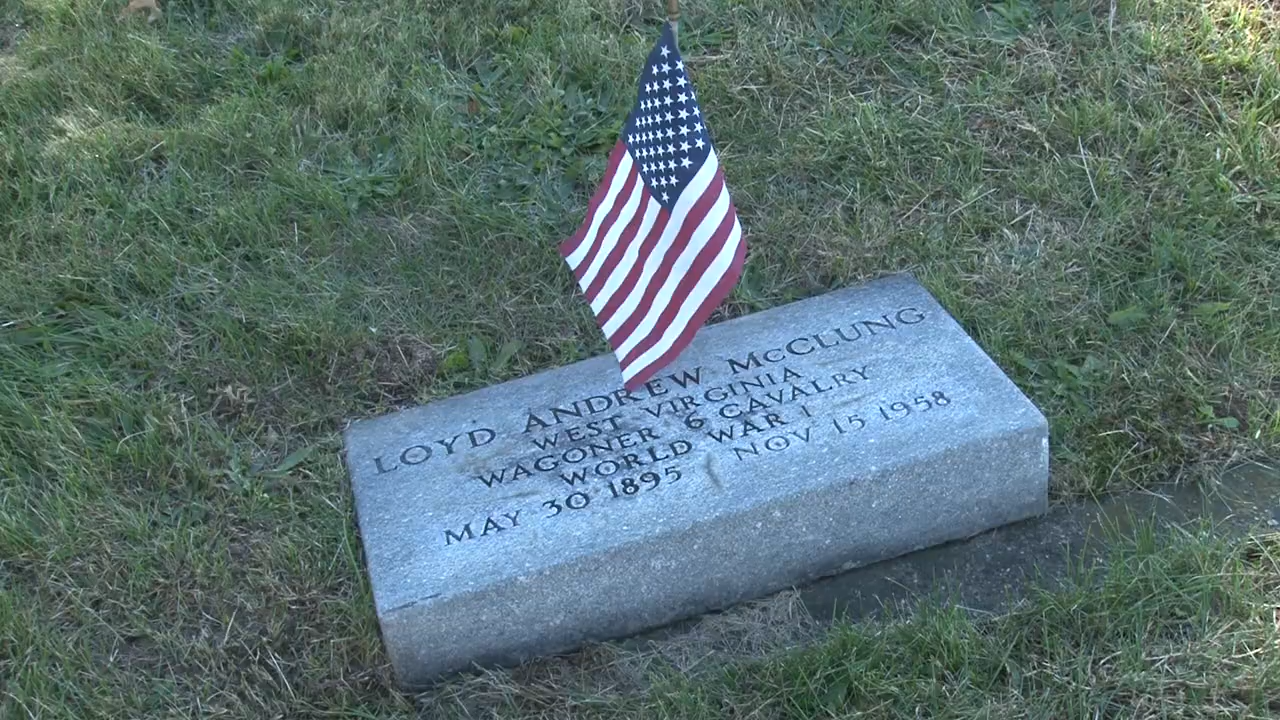 LOYD ANDREW McCLUNG
WEST VIRGINIA
WAGONER 6 CAVALRY
WORLD WAR I
MAY 30 1895 NOV 15 1958